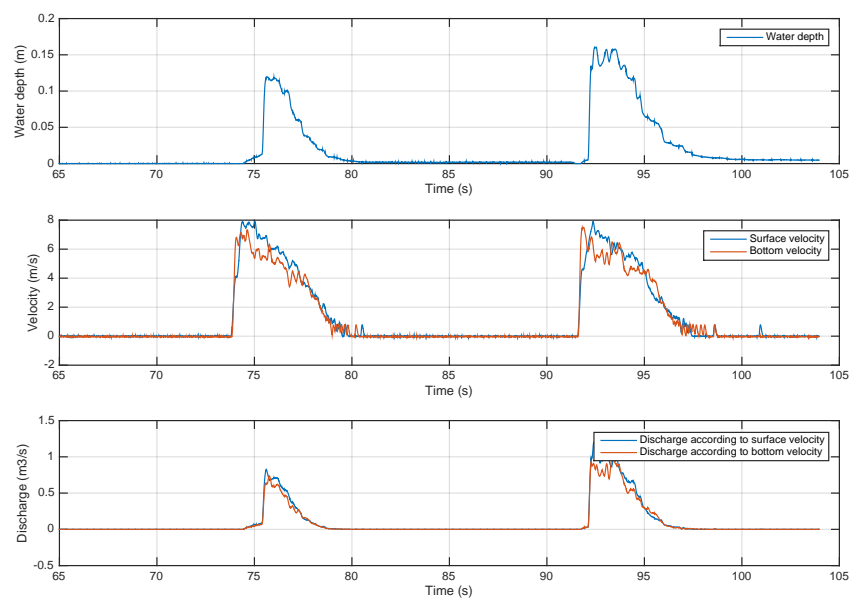 0.2
0.15
0.1
0.05
0
Water depth (m)
Water depth
65 70 75 80 85 90 95 100 105
Time (s)
8
6
4
2
0
-2
Velocity (m/s)
Surface velocity
Bottom velocity
65 70 75 80 85 90 95 100 105
Time (s)
1.5
1
0.5
0
-0.5
Discharge (m3/s)
Discharge according to surface velocity
Discharge according to bottom velocity
65 70 75 80 85 90 95 100 105
Time (s)